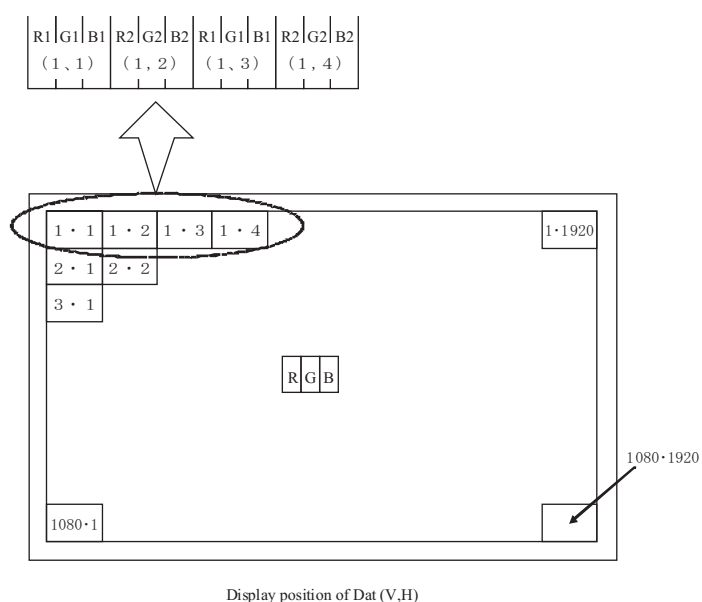 R1 G1 B1 R2 G2 B2 R1 G1 B1 R2 G2 B2
(1、1) (1, 2) (1、3) (1, 4)
1・1 1・2 1・3 1・4 1・1920
2・1 2・2
3・1
R G B
1080・1920
1080・1
Display position of Dat (V,H)